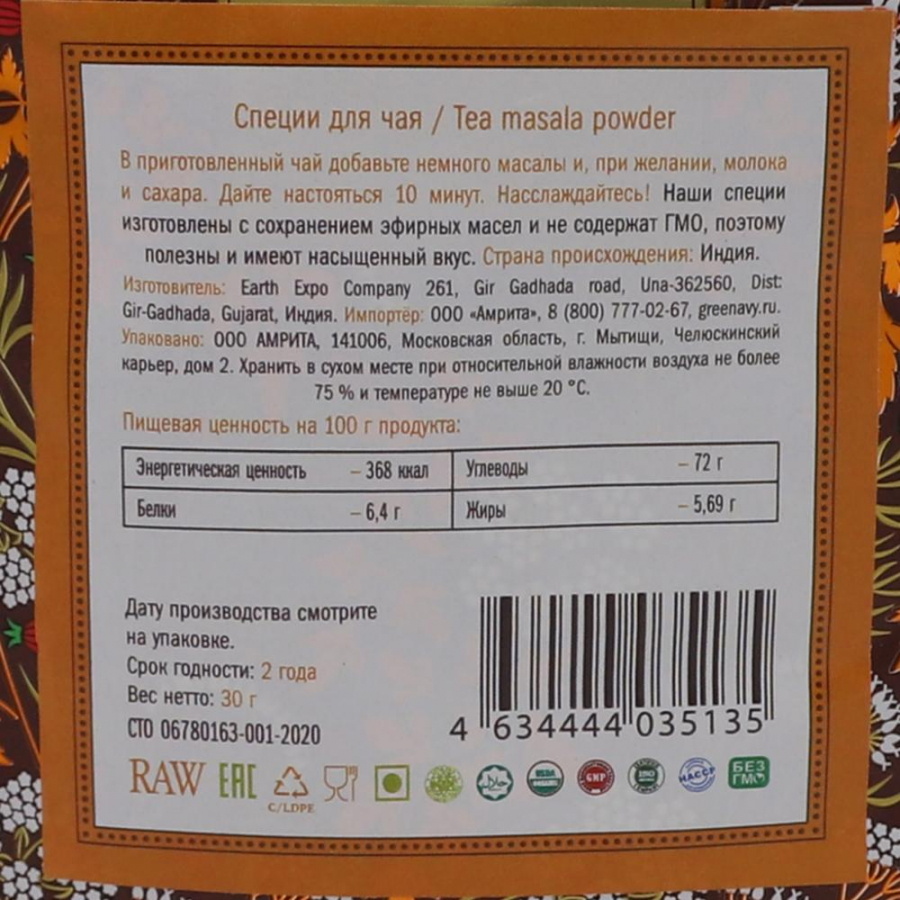 Специи для чая / Tea masala powder
В приготовленный чай добавьте немного масалы и, при желании, молока
и сахара. Дайте настояться 10 минут. Насслаждайтесь! Наши специи
изготовлены с сохранением эфирных масел и не содержат ГМО, поэтому
полезны и имеют насыщенный вкус. Страна происхождения: Индия.
Изготовитель: Earth Expo Company 261, Gir Gadhada road, Una-362560, Dist:
Gir-Gadhada, Gujarat, Индия. Импортёр: ООО «Амрита», 8 (800) 777-02-67, greenavy.ru.
Упаковано: ООО АМРИТА, 141006, Московская область, г. Мытищи, Челюскинский
карьер, дом 2. Хранить в сухом месте при относительной влажности воздуха не более
75 % и температуре не выше 20 °С.
Пищевая ценность на 100 г продукта:
Энергетическая ценность – 368 ккал Углеводы – 72 г
Белки – 6,4 г Жиры – 5,69 г
Дату производства смотрите
на упаковке.
Срок годности: 2 года
Вес нетто: 30 г
СТО 06780163-001-2020
4 634444 035135
RAW EAC USDA ORGANIC GMP ISO HACCP БЕЗ
ГМО
C/LDPE